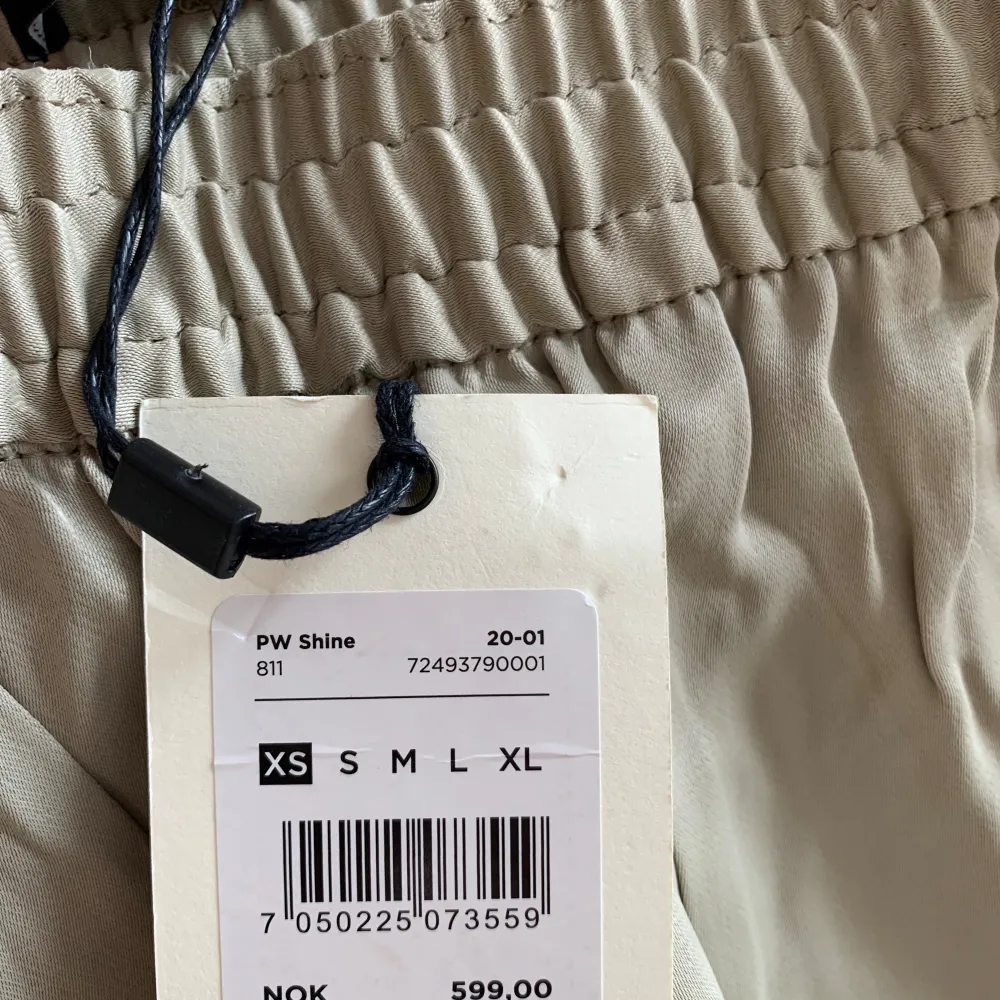 PW Shine 20-01
811 72493790001
XS S M L XL
7 050225 073559
NOK 599,00